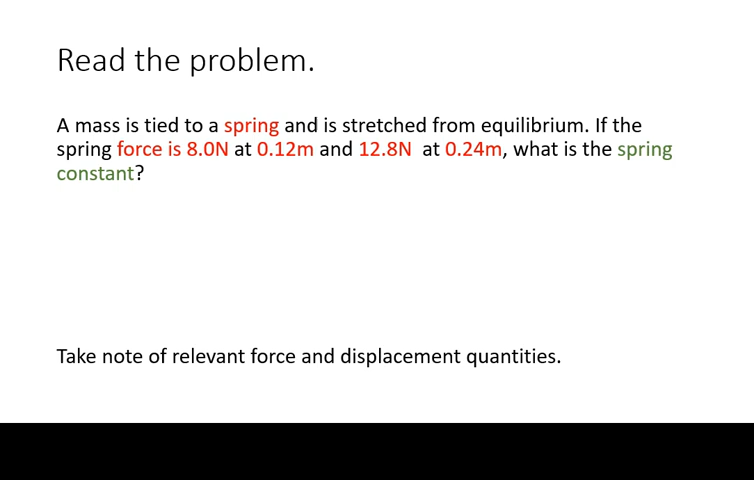 Read the problem.
A mass is tied to a spring and is stretched from equilibrium. If the
spring force is 8.0N at 0.12m and 12.8N  at 0.24m, what is the spring
constant?
Take note of relevant force and displacement quantities.